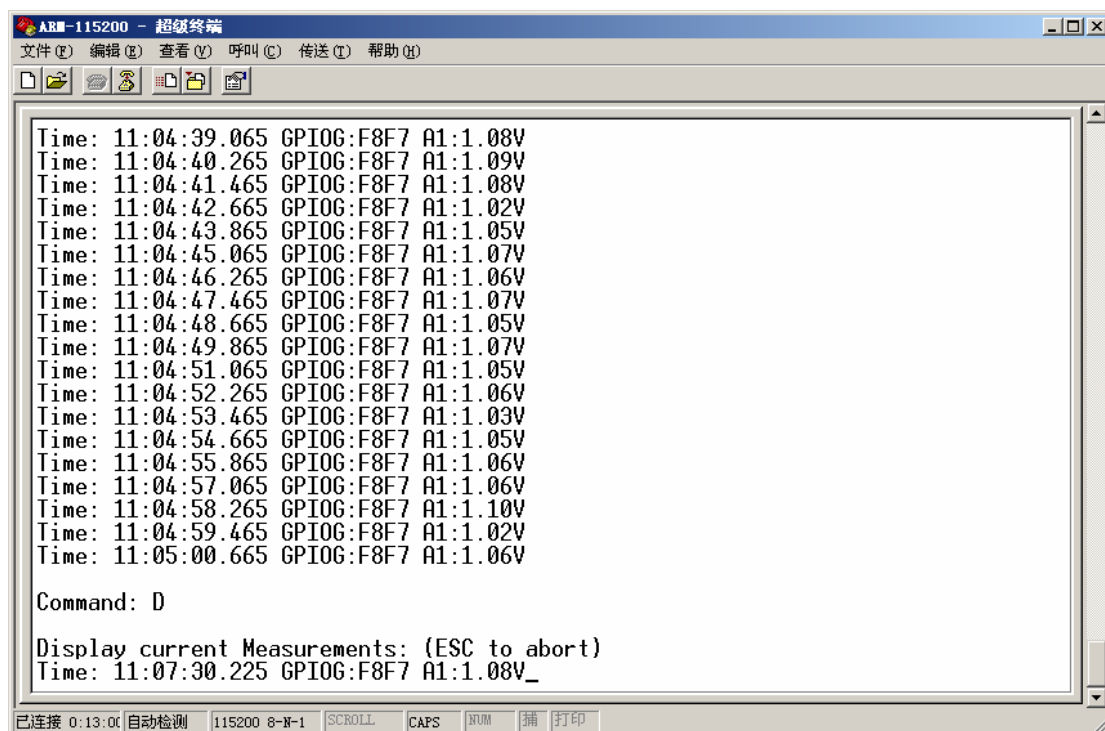 ARM-115200 - 超级终端
文件(F) 编辑(E) 查看(V) 呼叫(C) 传送(T) 帮助(H)
Time: 11:04:39.065 GPIOG:F8F7 A1:1.08V
Time: 11:04:40.265 GPIOG:F8F7 A1:1.09V
Time: 11:04:41.465 GPIOG:F8F7 A1:1.08V
Time: 11:04:42.665 GPIOG:F8F7 A1:1.02V
Time: 11:04:43.865 GPIOG:F8F7 A1:1.05V
Time: 11:04:45.065 GPIOG:F8F7 A1:1.07V
Time: 11:04:46.265 GPIOG:F8F7 A1:1.06V
Time: 11:04:47.465 GPIOG:F8F7 A1:1.07V
Time: 11:04:48.665 GPIOG:F8F7 A1:1.05V
Time: 11:04:49.865 GPIOG:F8F7 A1:1.07V
Time: 11:04:51.065 GPIOG:F8F7 A1:1.05V
Time: 11:04:52.265 GPIOG:F8F7 A1:1.06V
Time: 11:04:53.465 GPIOG:F8F7 A1:1.03V
Time: 11:04:54.665 GPIOG:F8F7 A1:1.05V
Time: 11:04:55.865 GPIOG:F8F7 A1:1.06V
Time: 11:04:57.065 GPIOG:F8F7 A1:1.06V
Time: 11:04:58.265 GPIOG:F8F7 A1:1.10V
Time: 11:04:59.465 GPIOG:F8F7 A1:1.02V
Time: 11:05:00.665 GPIOG:F8F7 A1:1.06V
Command: D
Display current Measurements: (ESC to abort)
Time: 11:07:30.225 GPIOG:F8F7 A1:1.08V_
已连接 0:13:00 自动检测 115200 8-N-1 SCROLL CAPS NUM 捕 打印